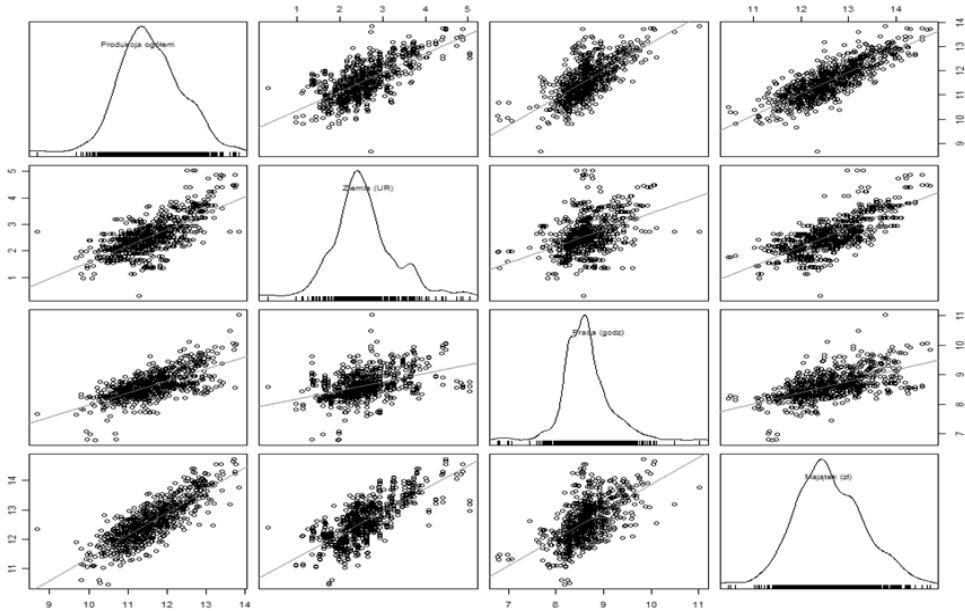 1 2 3 4 5
11 12 13 14
Produkcja ogółem
9 10 11 12 13 14
1 2 3 4 5
Ziemia (UR)
Praca (godz)
7 8 9 10 11
11 12 13 14
Majątek (zł)
9 10 11 12 13 14
7 8 9 10 11